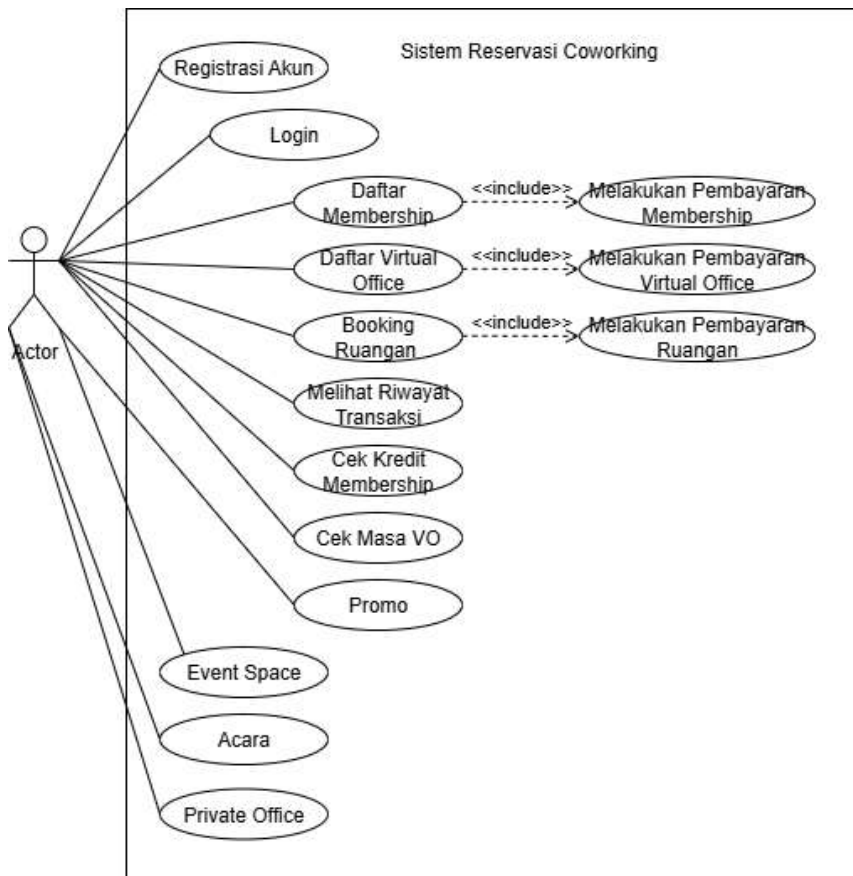 Sistem Reservasi Coworking
Registrasi Akun
Login
Daftar
Membership
<<include>>
Melakukan Pembayaran
Membership
Daftar Virtual
Office
<<include>>
Melakukan Pembayaran
Virtual Office
Booking
Ruangan
<<include>>
Melakukan Pembayaran
Ruangan
Actor
Melihat Riwayat
Transaksi
Cek Kredit
Membership
Cek Masa VO
Promo
Event Space
Acara
Private Office